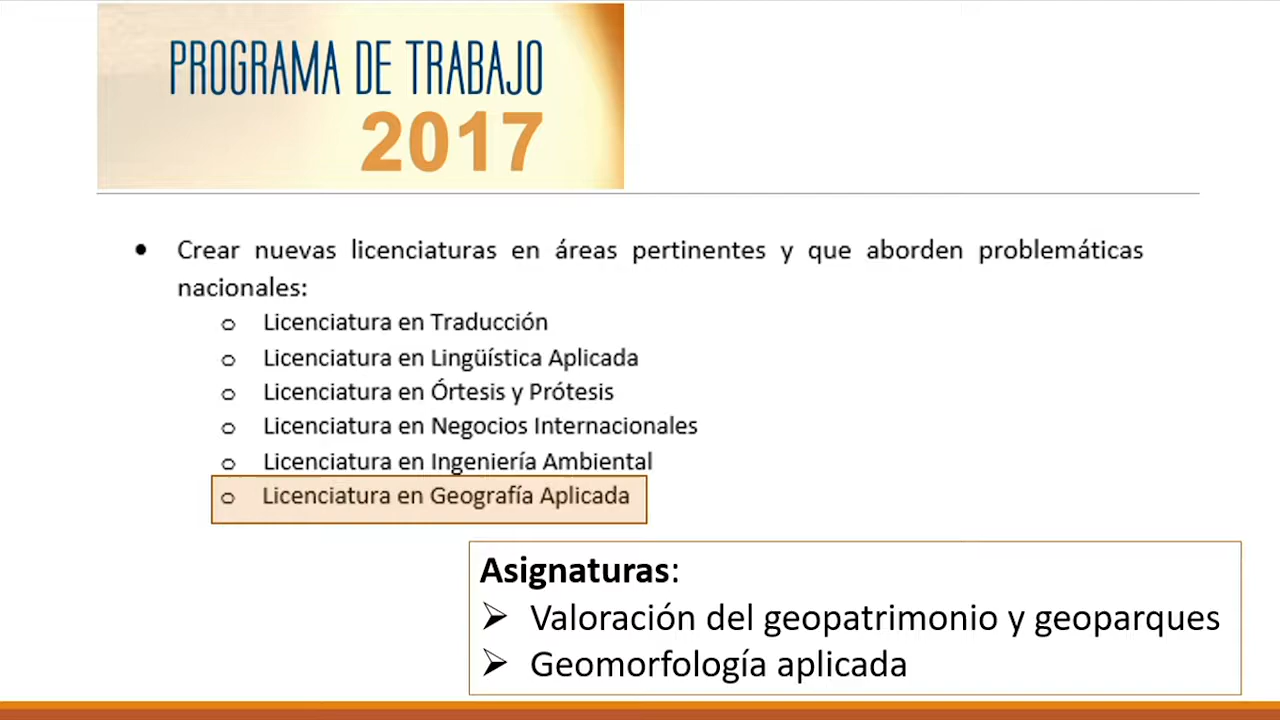 PROGRAMA DE TRABAJO
2017
• Crear nuevas licenciaturas en áreas pertinentes y que aborden problemáticas
nacionales:
o Licenciatura en Traducción
o Licenciatura en Lingüística Aplicada
o Licenciatura en Órtesis y Prótesis
o Licenciatura en Negocios Internacionales
o Licenciatura en Ingeniería Ambiental
o Licenciatura en Geografía Aplicada
Asignaturas:
➢ Valoración del geopatrimonio y geoparques
➢ Geomorfología aplicada